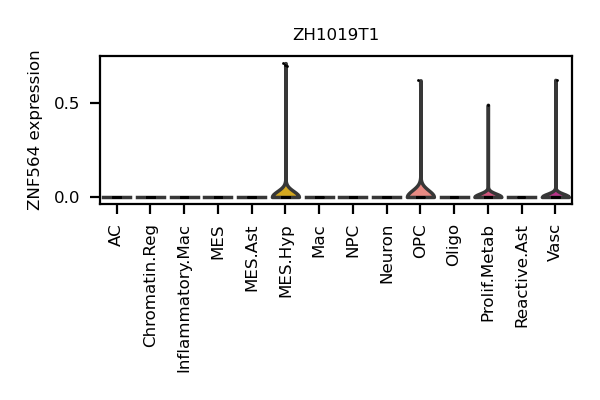 ZH1019T1
ZNF564 expression
0.5
0.0
AC
Chromatin.Reg
Inflammatory.Mac
MES
MES.Ast
MES.Hyp
Mac
NPC
Neuron
OPC
Oligo
Prolif.Metab
Reactive.Ast
Vasc